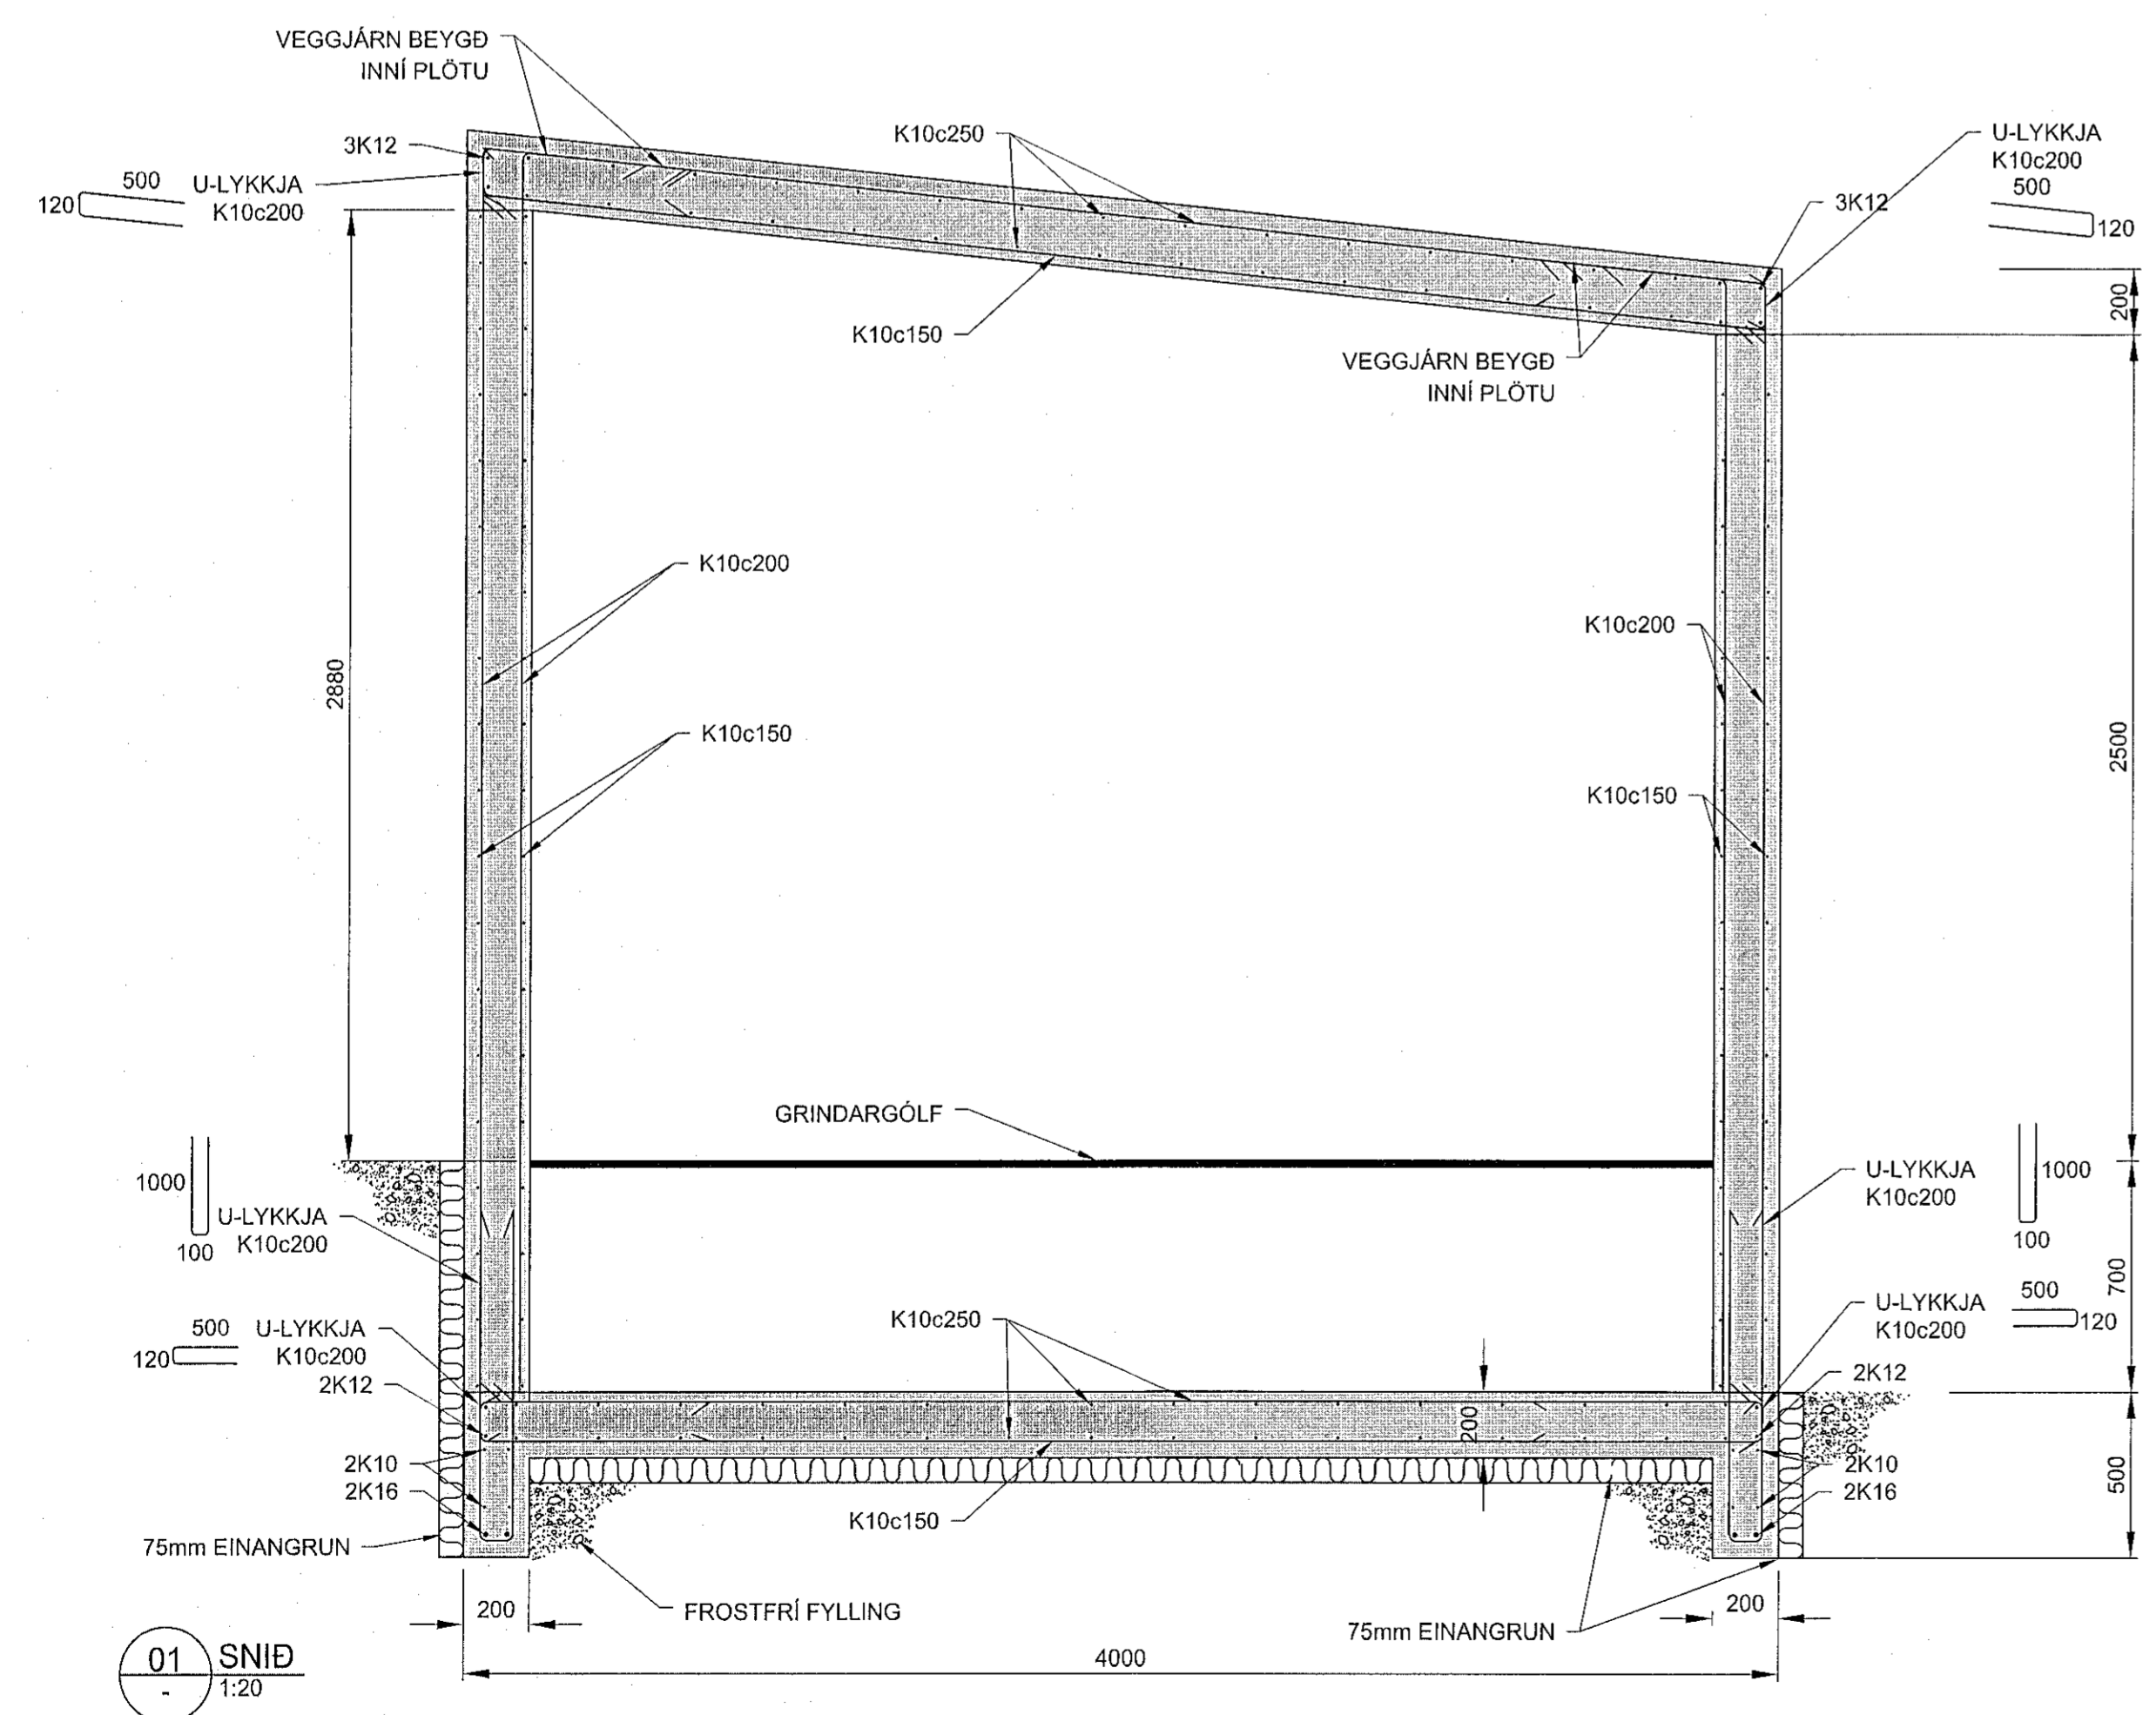 VEGGJÁRN BEYGÐ
INNÍ PLÖTU
3K12
K10c250
U-LYKKJA
K10c200
500
120
500
U-LYKKJA
K10c200
120
3K12
200
K10c150
VEGGJÁRN BEYGÐ
INNÍ PLÖTU
K10c200
K10c200
2880
K10c150
2500
K10c150
GRINDARGÓLF
1000
U-LYKKJA
K10c200
100
U-LYKKJA
K10c200
1000
100
700
500
U-LYKKJA
K10c200
120
2K12
K10c250
U-LYKKJA
K10c200
500
120
2K12
200
2K10
2K16
2K10
2K16
500
75mm EINANGRUN
K10c150
200
FROSTFRÍ FYLLING
200
75mm EINANGRUN
4000
01
-
SNIÐ
1:20